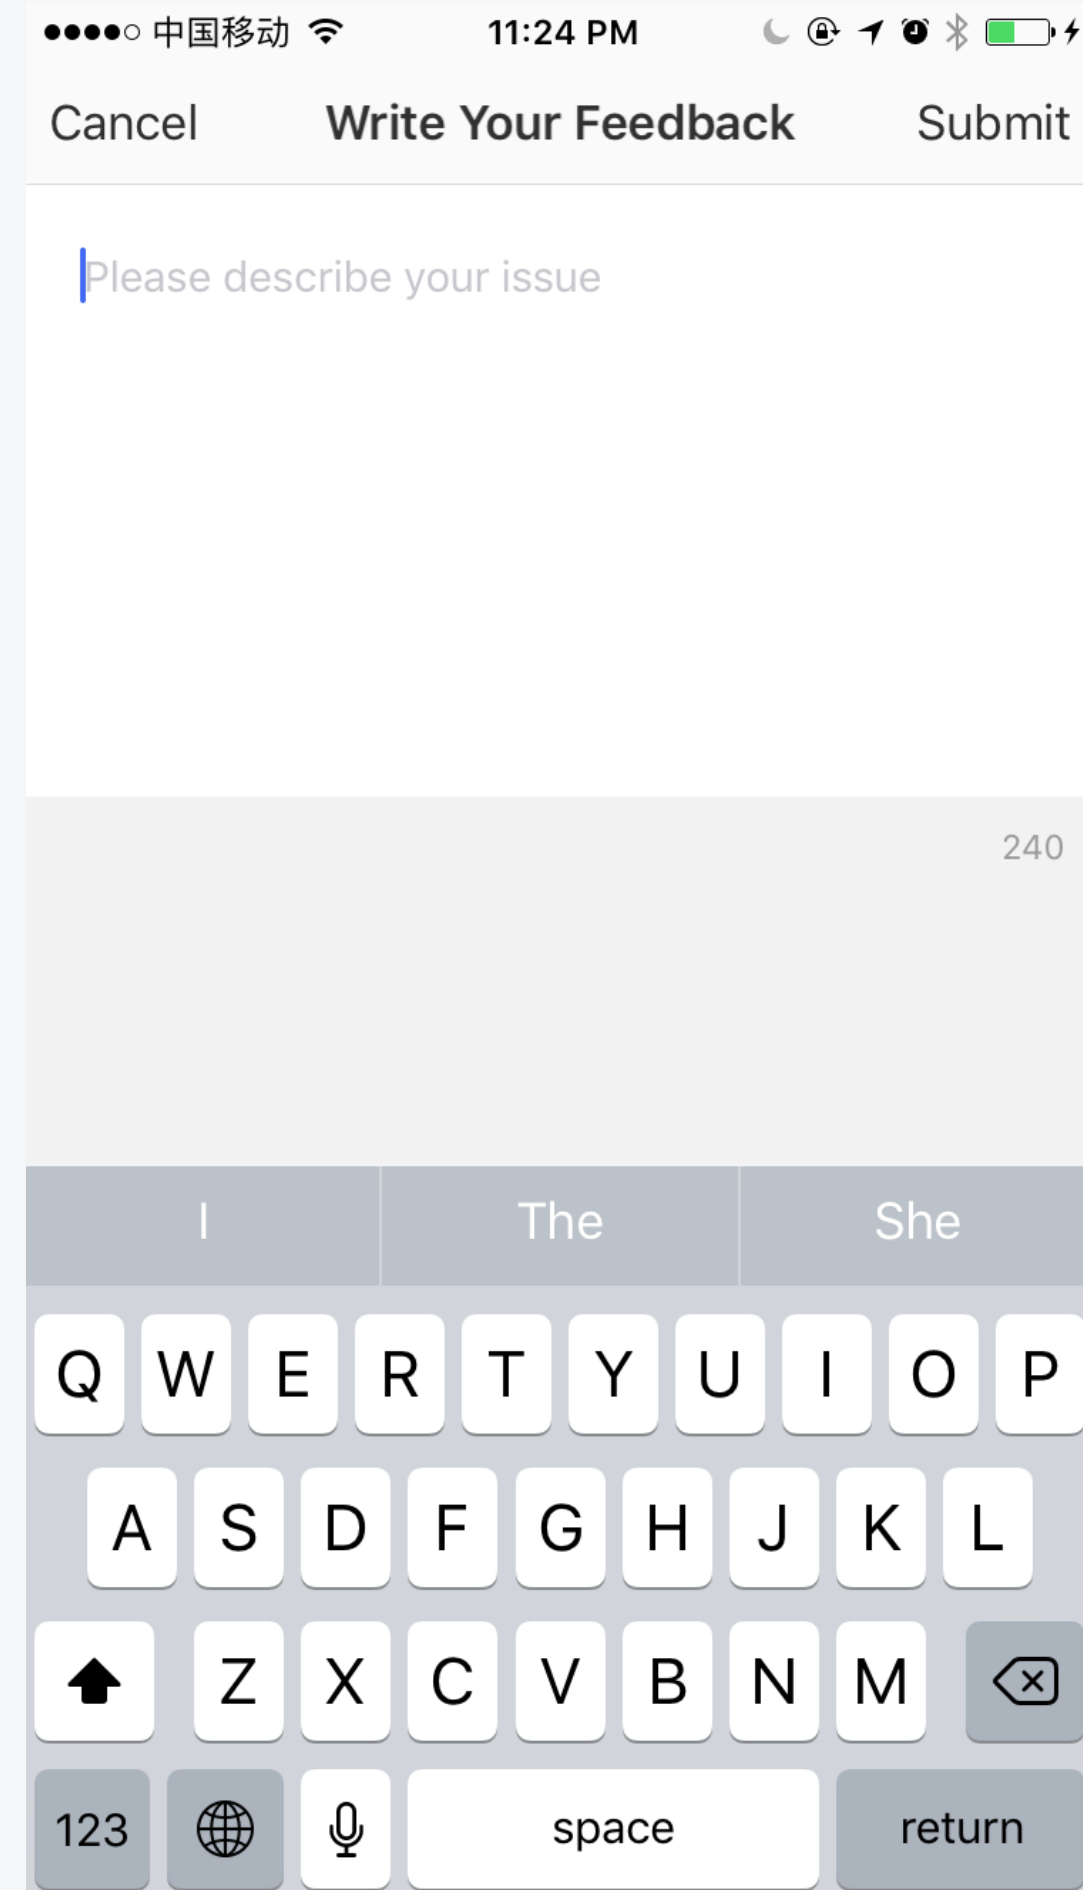 中国移动 11:24 PM
Cancel Write Your Feedback Submit
Please describe your issue
240
I The She
Q W E R T Y U I O P
A S D F G H J K L
Z X C V B N M
123 space return